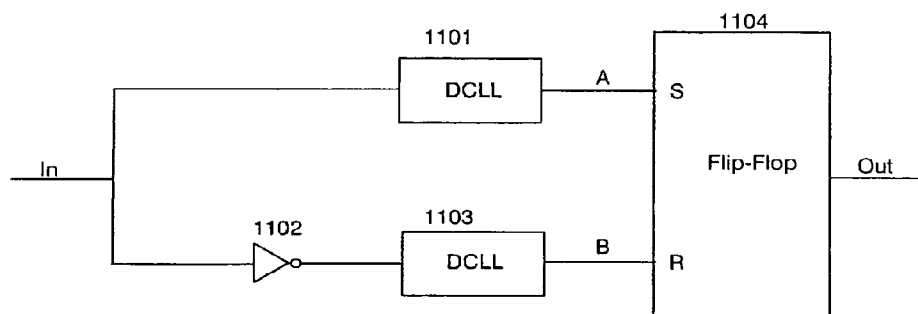 1101
1104
DCLL
A
S
In
Flip-Flop
Out
1102
1103
DCLL
B
R